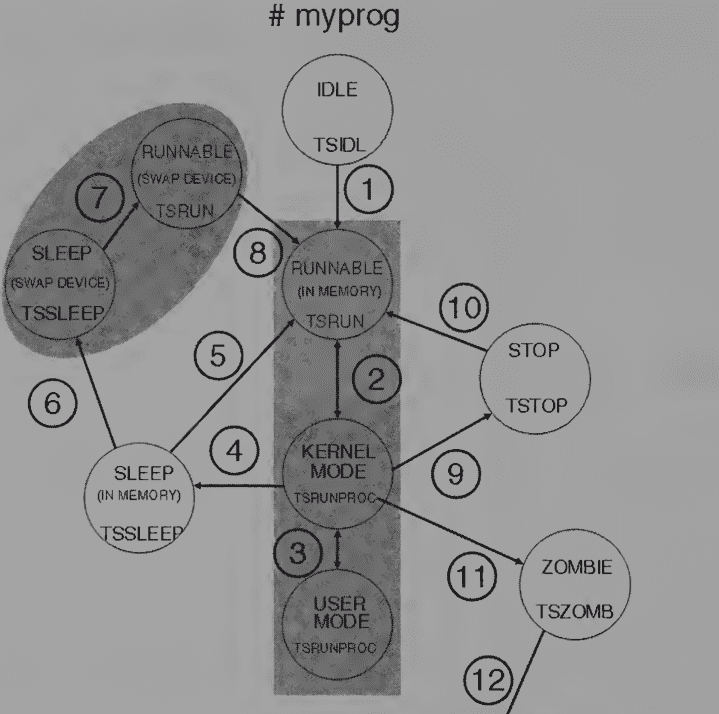 # myprog
IDLE
TSIDL
1
RUNNABLE
(SWAP DEVICE)
TSRUN
7
8
SLEEP
(SWAP DEVICE)
TSSLEEP
RUNNABLE
(IN MEMORY)
TSRUN
10
STOP
TSTOP
5
2
6
4
9
SLEEP
(IN MEMORY)
TSSLEEP
KERNEL
MODE
TSRUNPROC
3
11
ZOMBIE
TSZOMB
USER
MODE
TSRUNPROC
12